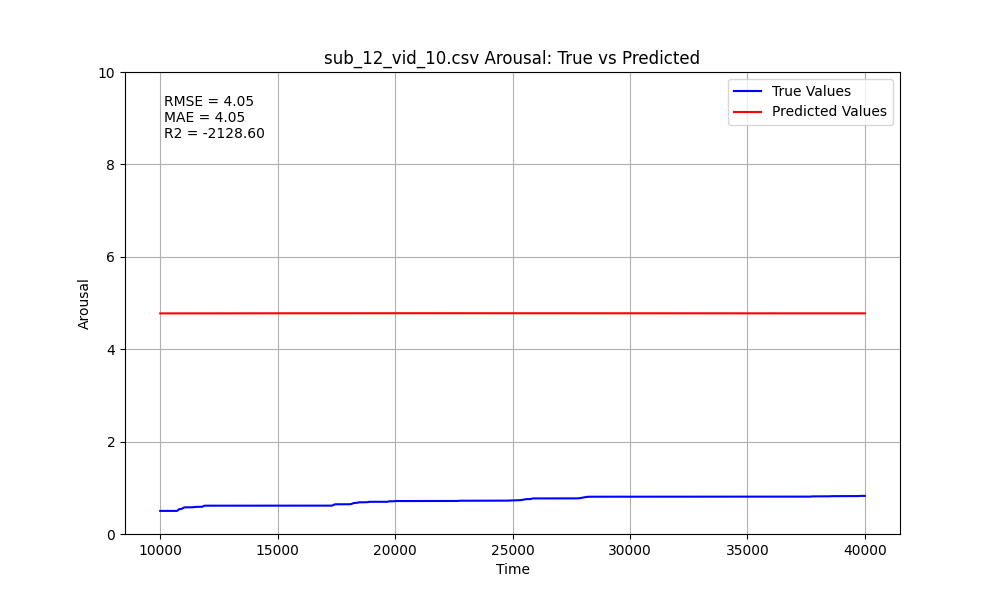 sub_12_vid_10.csv Arousal: True vs Predicted
10
8
6
4
2
0
Arousal
RMSE = 4.05
MAE = 4.05
R2 = -2128.60
True Values
Predicted Values
10000 15000 20000 25000 30000 35000 40000
Time